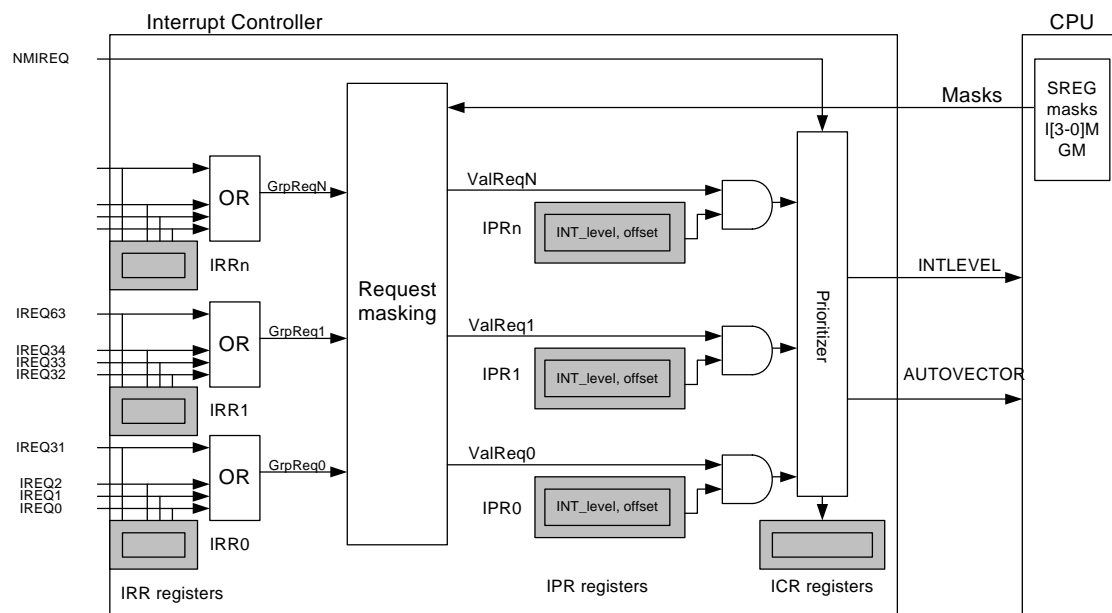 Interrupt Controller
CPU
NMIREQ
Masks
SREG
masks
I[3-0]M
GM
OR
GrpReqN
ValReqN
IPRn
INT_level, offset
IRRn
INTLEVEL
Request
masking
Prioritizer
IREQ63
OR
GrpReq1
ValReq1
IREQ34
IREQ33
IREQ32
IPR1
INT_level, offset
AUTOVECTOR
IRR1
IREQ31
OR
GrpReq0
ValReq0
IREQ2
IREQ1
IREQ0
IPR0
INT_level, offset
IRR0
IRR registers
IPR registers
ICR registers